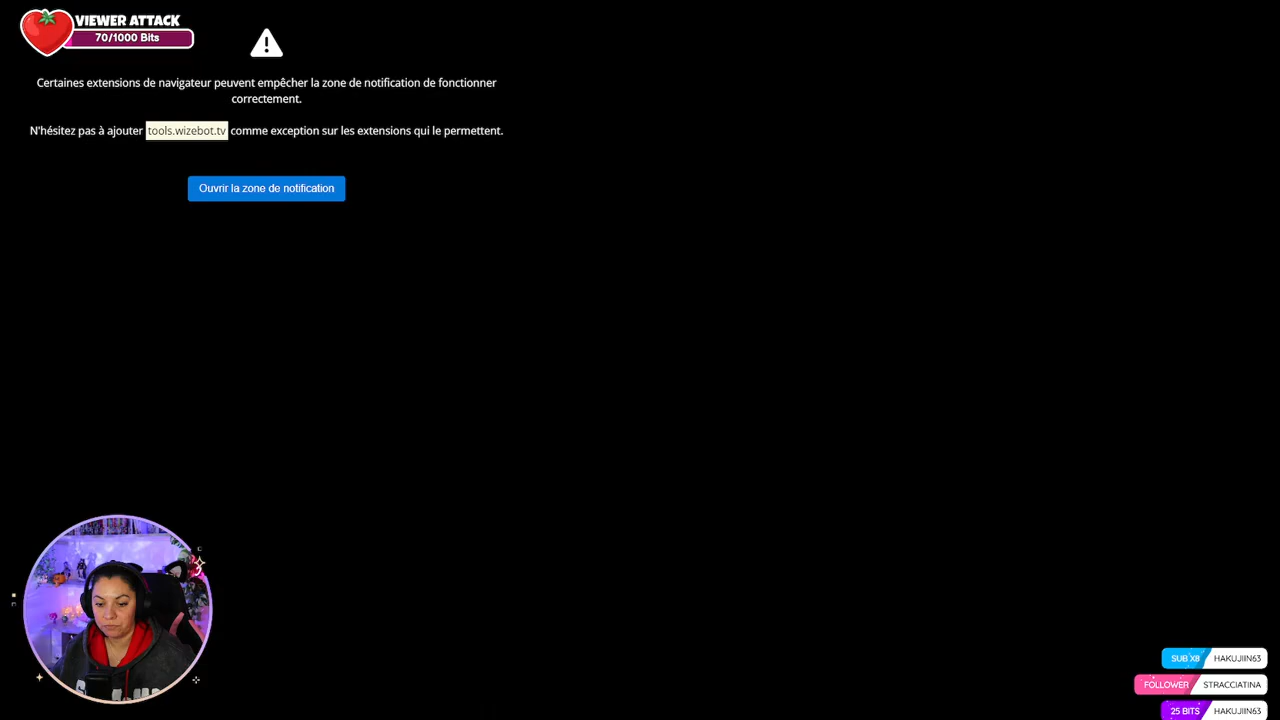 VIEWER ATTACK
70/1000 Bits
Certaines extensions de navigateur peuvent empêcher la zone de notification de fonctionner
correctement.
N'hésitez pas à ajouter tools.wizebot.tv comme exception sur les extensions qui le permettent.
Ouvrir la zone de notification
SUB X8 HAKUJIIN63
FOLLOWER STRACCIATINA
25 BITS HAKUJIIN63